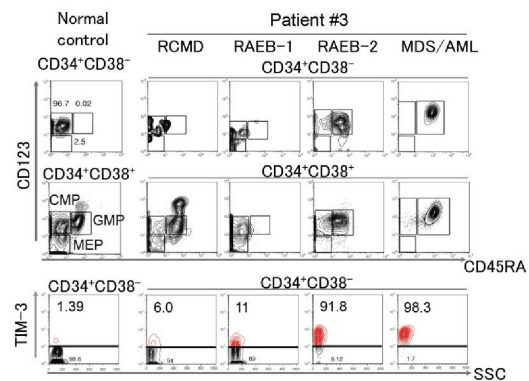 Normal
control
Patient #3
RCMD RAEB-1 RAEB-2 MDS/AML
CD34⁺CD38⁻ CD34⁺CD38⁻
96.7 0.02
2.5
CD123
CD34⁺CD38⁺ CD34⁺CD38⁺
CMP
GMP
MEP
CD45RA
CD34⁺CD38⁻ CD34⁺CD38⁻
TIM-3
1.39 6.0 11 91.8 98.3
98.6 94 89 8.12 1.7
SSC